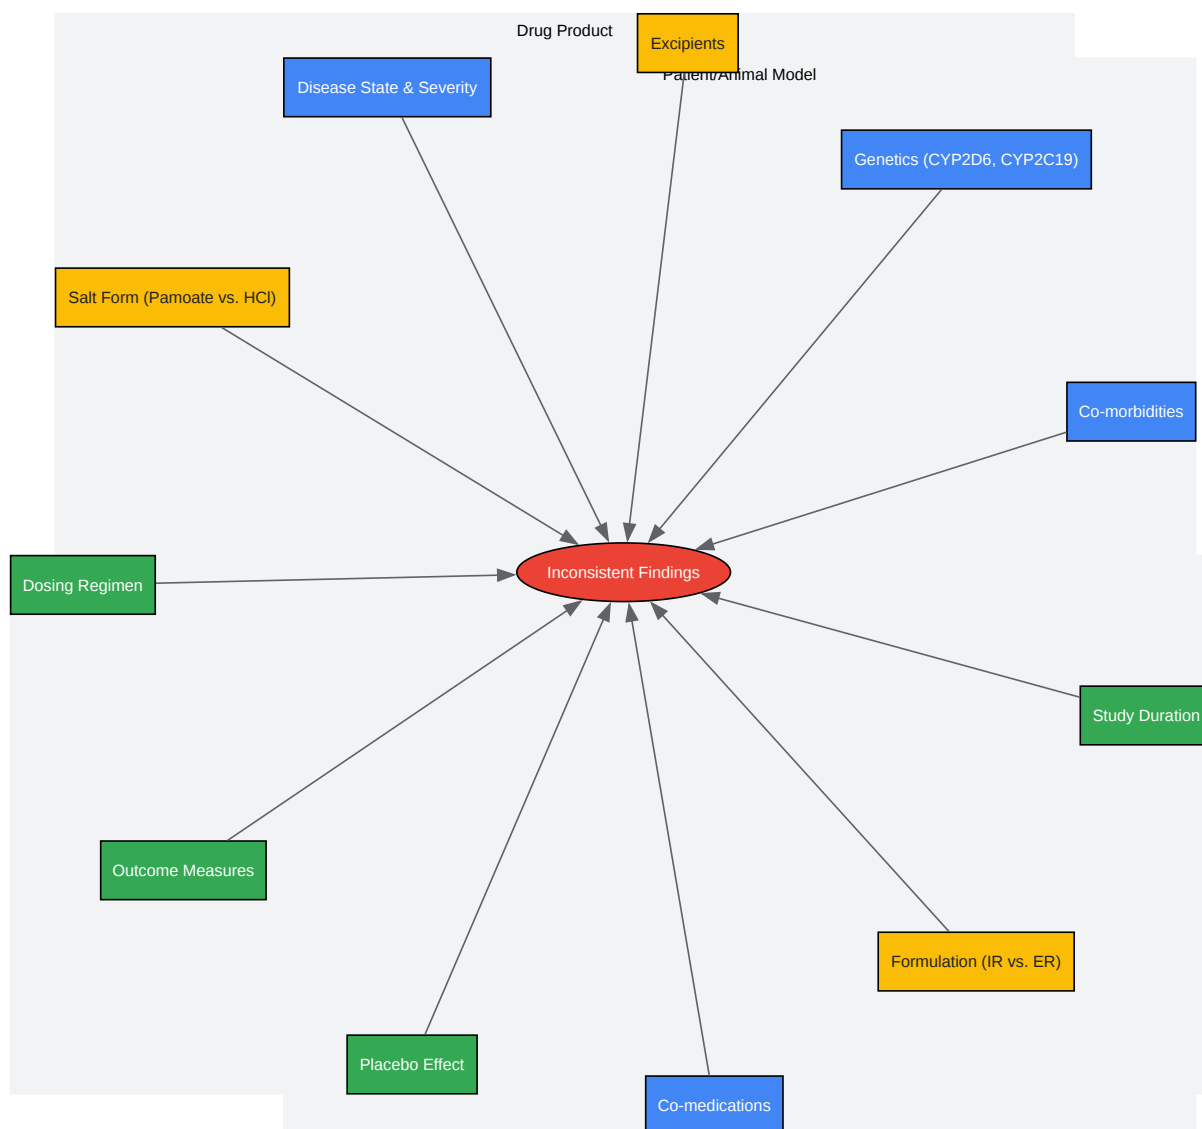 Drug Product
Excipients
Patient/Animal Model
Disease State & Severity
Genetics (CYP2D6, CYP2C19)
Salt Form (Pamoate vs. HCl)
Co-morbidities
Inconsistent Findings
Dosing Regimen
Study Duration
Outcome Measures
Formulation (IR vs. ER)
Placebo Effect
Co-medications